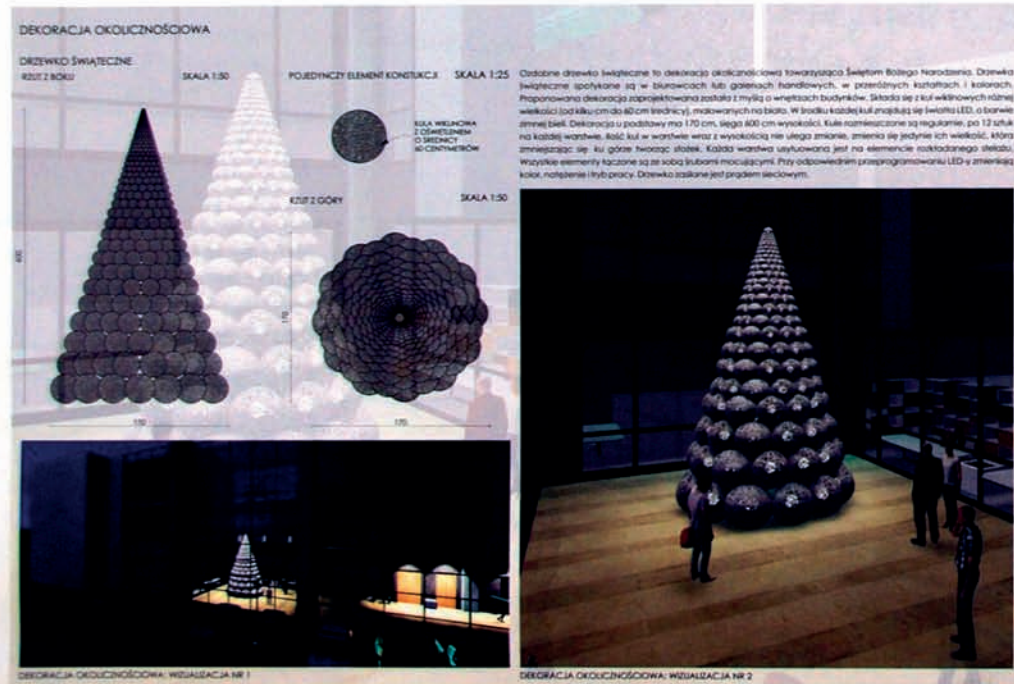 DEKORACJA OKOLICZNOŚCIOWA
DRZEWKO ŚWIĄTECZNE
RZUT Z BOKU
SKALA 1:50
POJEDYNCZY ELEMENT KONSTUKCJI
SKALA 1:25
KULA WIKLINOWA
Z OŚWIETLENIEM
O ŚREDNICY
60 CENTYMETRÓW
RZUT Z GÓRY
SKALA 1:50
600
170
170
170
Ozdobne drzewko świąteczne to dekoracja okolicznościowa towarzysząca Świętom Bożego Narodzenia. Drzewka
świąteczne spotykane są w biurowcach lub galeriach handlowych, w przeróżnych kształtach i kolorach.
Proponowana dekoracja zaprojektowana została z myślą o wnętrzach budynków. Składa się z kul wiklinowych różnej
wielkości (od kilku cm do 60 cm średnicy), malowanych na biało. W środku każdej kuli znajdują się światła LED, o barwie
zimnej bieli. Dekoracja u podstawy ma 170 cm, sięga 600 cm wysokości. Kule rozmieszczone są regularnie, po 12 sztuk
na każdej warstwie. Ilość kul w warstwie wraz z wysokością nie ulega zmianie, zmienia się jedynie ich wielkość, która
zmniejszając się ku górze tworząc stożek. Każda warstwa usytuowana jest na elemencie rozkładanego stelażu.
Wszystkie elementy łączone są ze sobą śrubami mocującymi. Przy odpowiednim przeprogramowaniu LED-y zmieniają
kolor, natężenie i tryb pracy. Drzewko zasilane jest prądem sieciowym.
DEKORACJA OKOLICZNOŚCIOWA: WIZUALIZACJA NR 1
DEKORACJA OKOLICZNOŚCIOWA: WIZUALIZACJA NR 2